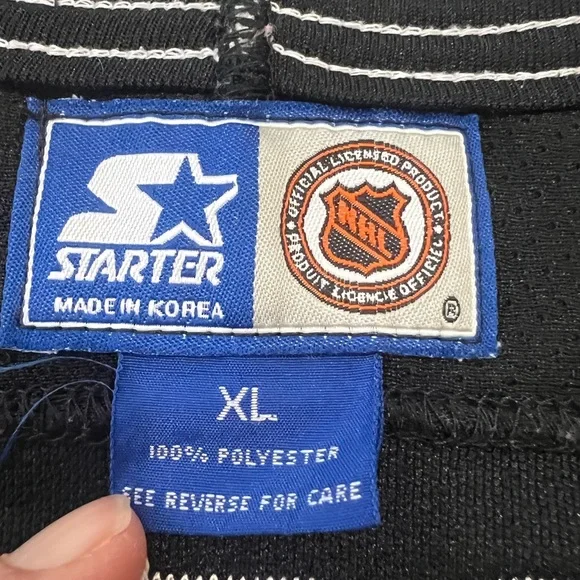 STARTER
MADE IN KOREA
OFFICIAL LICENSED PRODUCT
NHL
PRODUIT LICENCIE OFFICIEL
®
XL
100% POLYESTER
SEE REVERSE FOR CARE